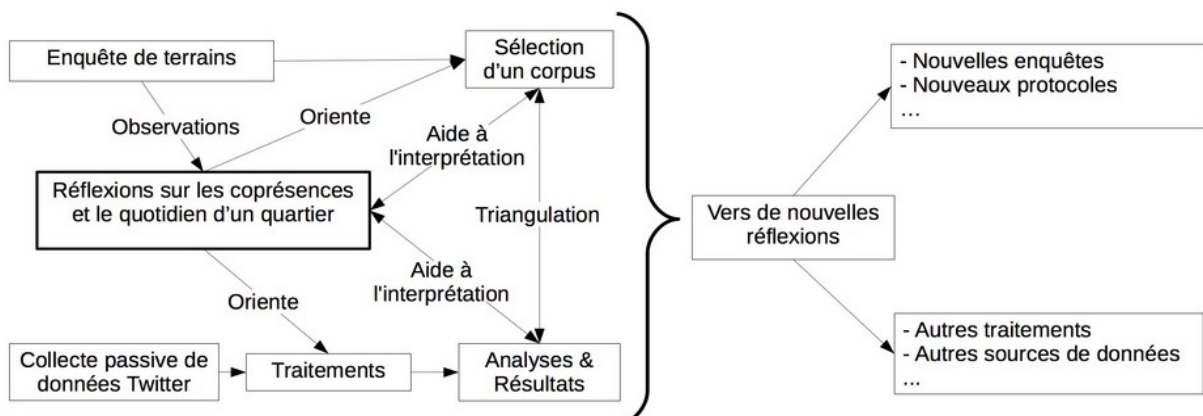 Enquête de terrains
Sélection
d'un corpus
Observations
Oriente
Aide à
l'interprétation
Réflexions sur les coprésences
et le quotidien d'un quartier
Triangulation
Aide à
l'interprétation
Oriente
Collecte passive de
données Twitter
Traitements
Analyses &
Résultats
Vers de nouvelles
réflexions
- Nouvelles enquêtes
- Nouveaux protocoles
...
- Autres traitements
- Autres sources de données
...